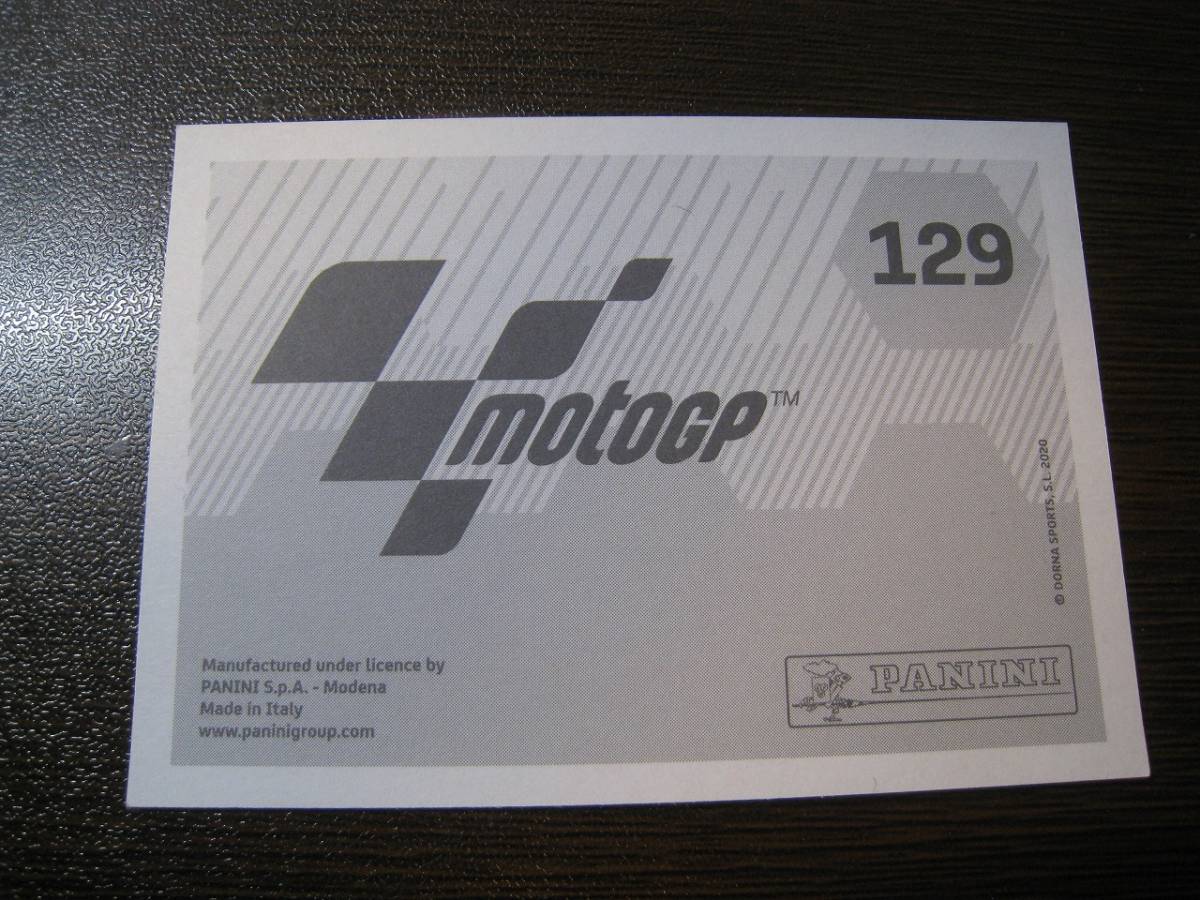 129
motoGP™
© DORNA SPORTS, S.L. 2020
Manufactured under licence by
PANINI S.p.A. - Modena
Made in Italy
www.paninigroup.com
PANINI